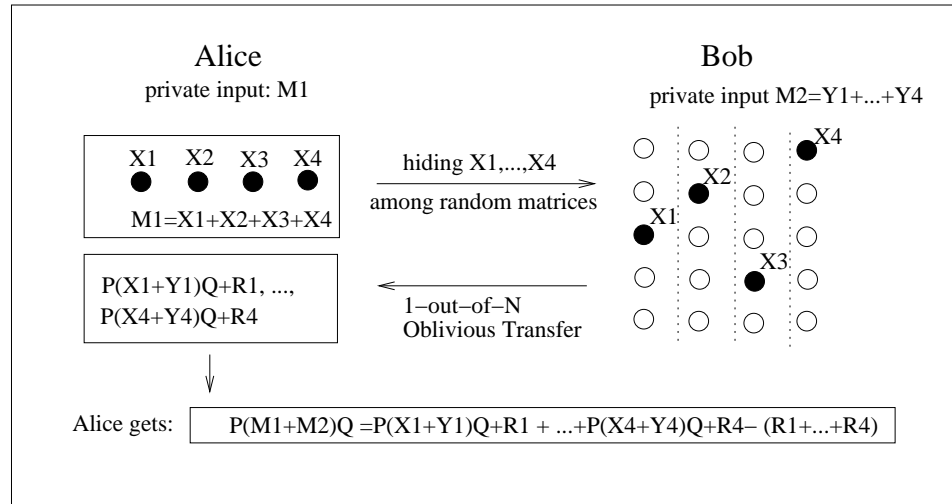 Alice
private input: M1
X1 X2 X3 X4
M1=X1+X2+X3+X4
hiding X1,...,X4
among random matrices
Bob
private input M2=Y1+...+Y4
X4
X2
X1
X3
P(X1+Y1)Q+R1, ...,
P(X4+Y4)Q+R4
1−out−of−N
Oblivious Transfer
Alice gets: P(M1+M2)Q =P(X1+Y1)Q+R1 + ...+P(X4+Y4)Q+R4− (R1+...+R4)